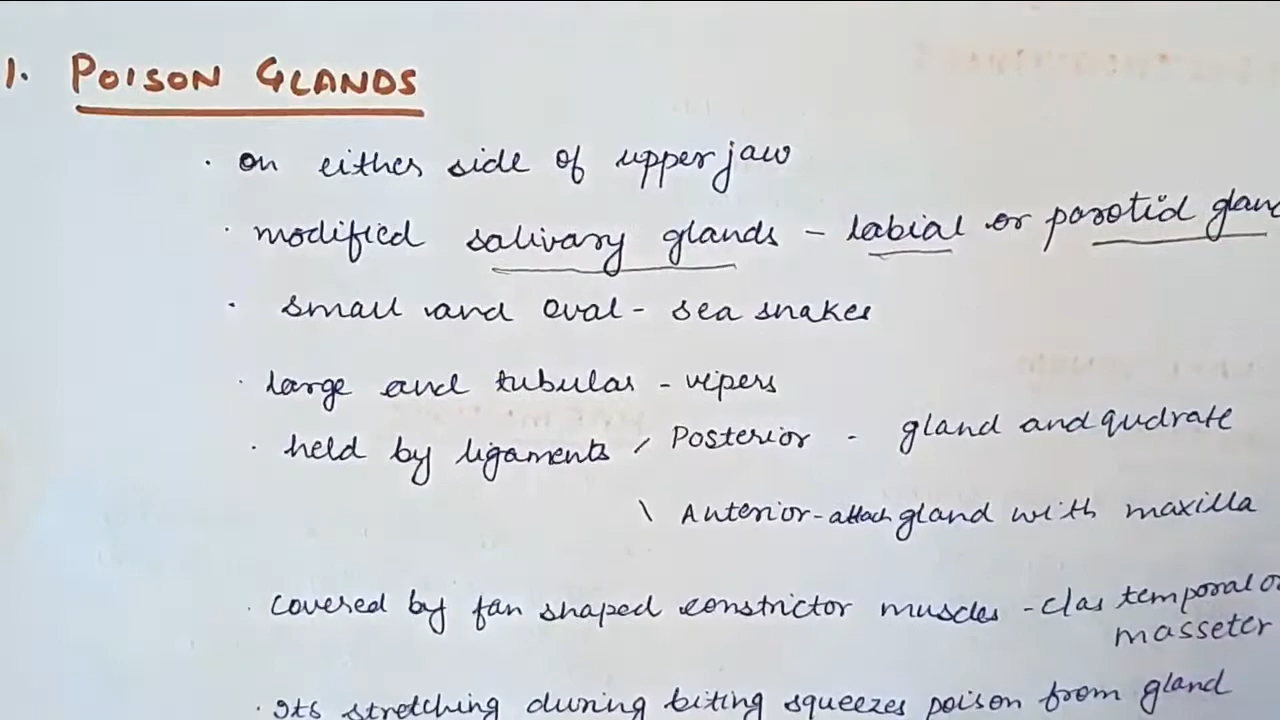 1. POISON GLANDS
· on either side of upper jaw
· modified salivary glands - labial or parotid gland
· small and oval - sea snakes
· large and tubular - vipers
· held by ligaments / Posterior - gland and qudrate
\ Anterior - attach gland with maxilla
· covered by fan shaped constrictor muscles - clas temporal or
masseter
· Its stretching during biting squeezes poison from gland